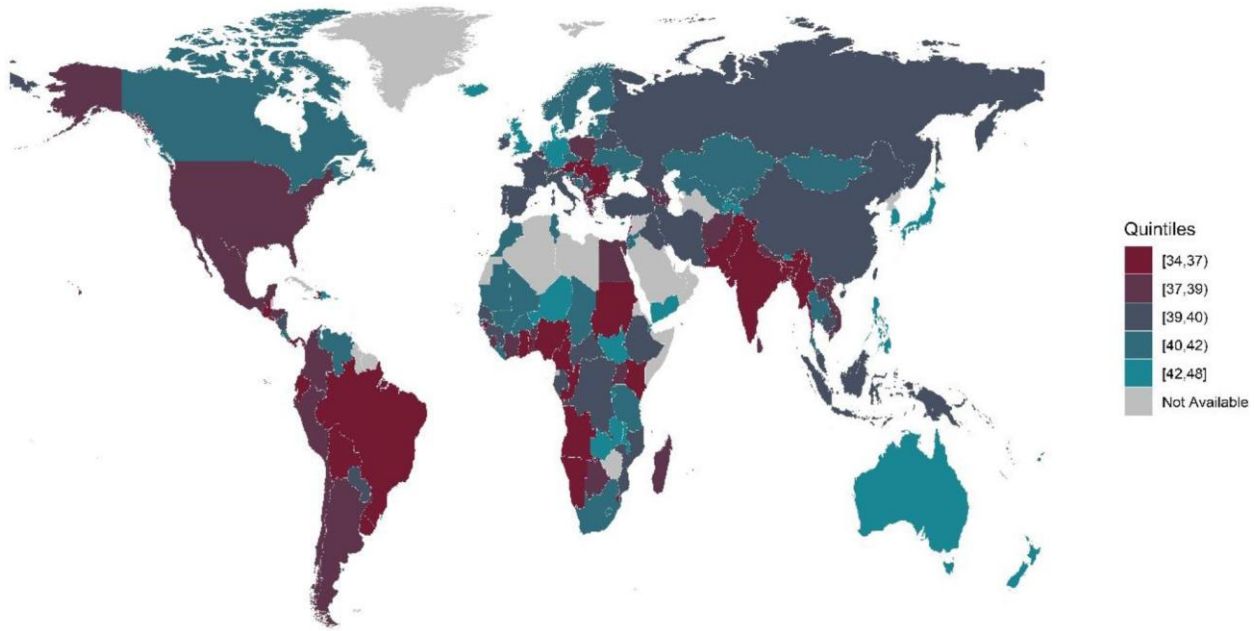 Quintiles
[34,37)
[37,39)
[39,40)
[40,42)
[42,48]
Not Available